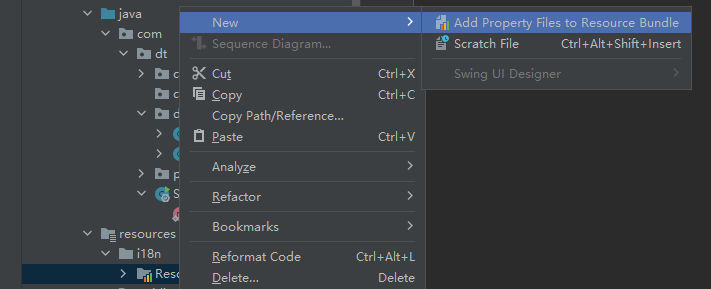 java
com
dt
resources
i18n
New
Sequence Diagram...
Cut Ctrl+X
Copy Ctrl+C
Copy Path/Reference...
Paste Ctrl+V
Analyze
Refactor
Bookmarks
Reformat Code Ctrl+Alt+L
Delete... Delete
Add Property Files to Resource Bundle
Scratch File Ctrl+Alt+Shift+Insert
Swing UI Designer